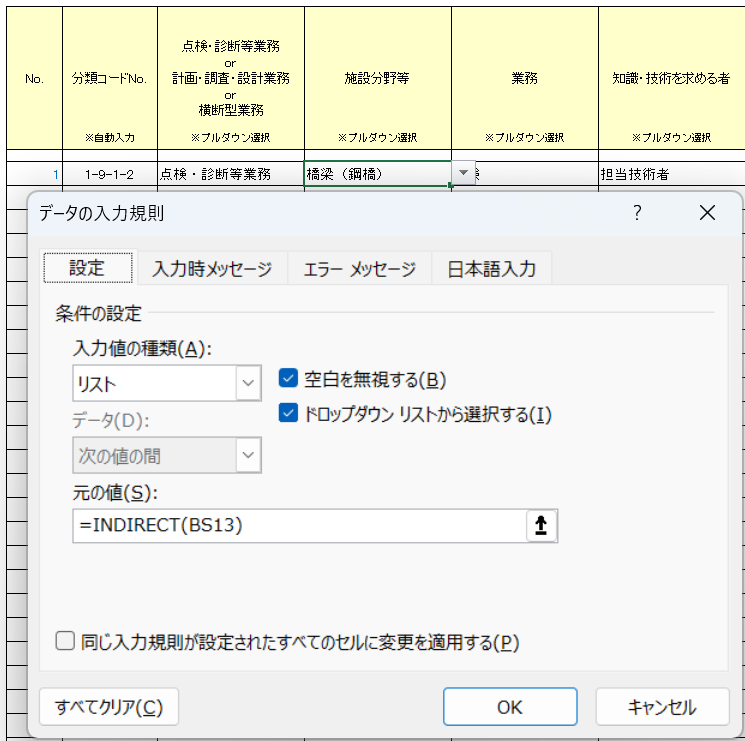 No.
分類コードNo.
※自動入力
点検・診断等業務
or
計画・調査・設計業務
or
横断型業務
※プルダウン選択
施設分野等
※プルダウン選択
業務
※プルダウン選択
知識・技術を求める者
※プルダウン選択
1
1-9-1-2
点検・診断等業務
橋梁（鋼橋）
担当技術者
データの入力規則
?
設定
入力時メッセージ
エラー メッセージ
日本語入力
条件の設定
入力値の種類(A):
リスト
空白を無視する(B)
ドロップダウン リストから選択する(I)
データ(D):
次の値の間
元の値(S):
=INDIRECT(BS13)
同じ入力規則が設定されたすべてのセルに変更を適用する(P)
すべてクリア(C)
OK
キャンセル